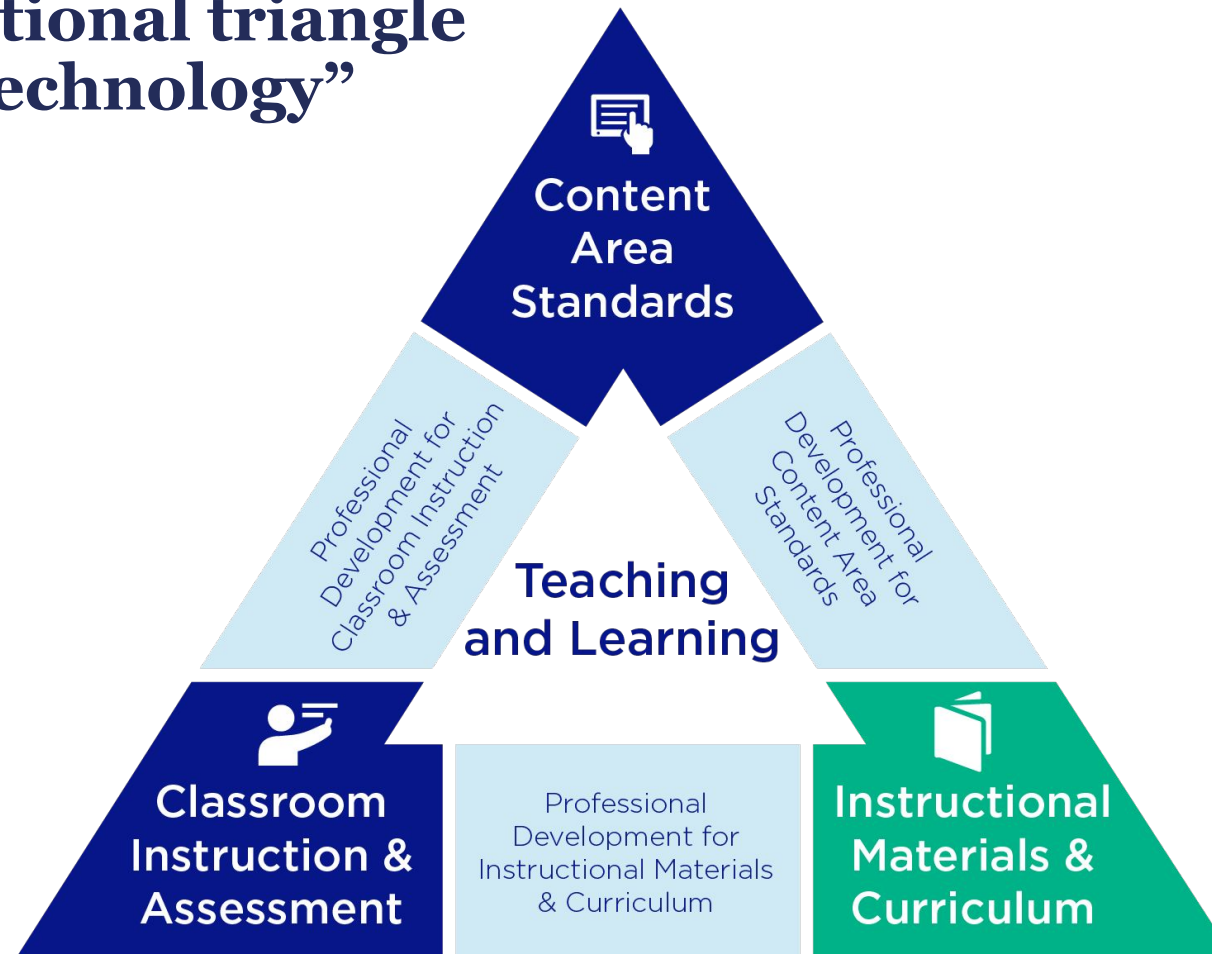 tional triangle
echnology”
Content
Area
Standards
Professional
Development for
Classroom Instruction
& Assessment
Professional
Development for
Content Area
Standards
Teaching
and Learning
Classroom
Instruction &
Assessment
Professional
Development for
Instructional Materials
& Curriculum
Instructional
Materials &
Curriculum